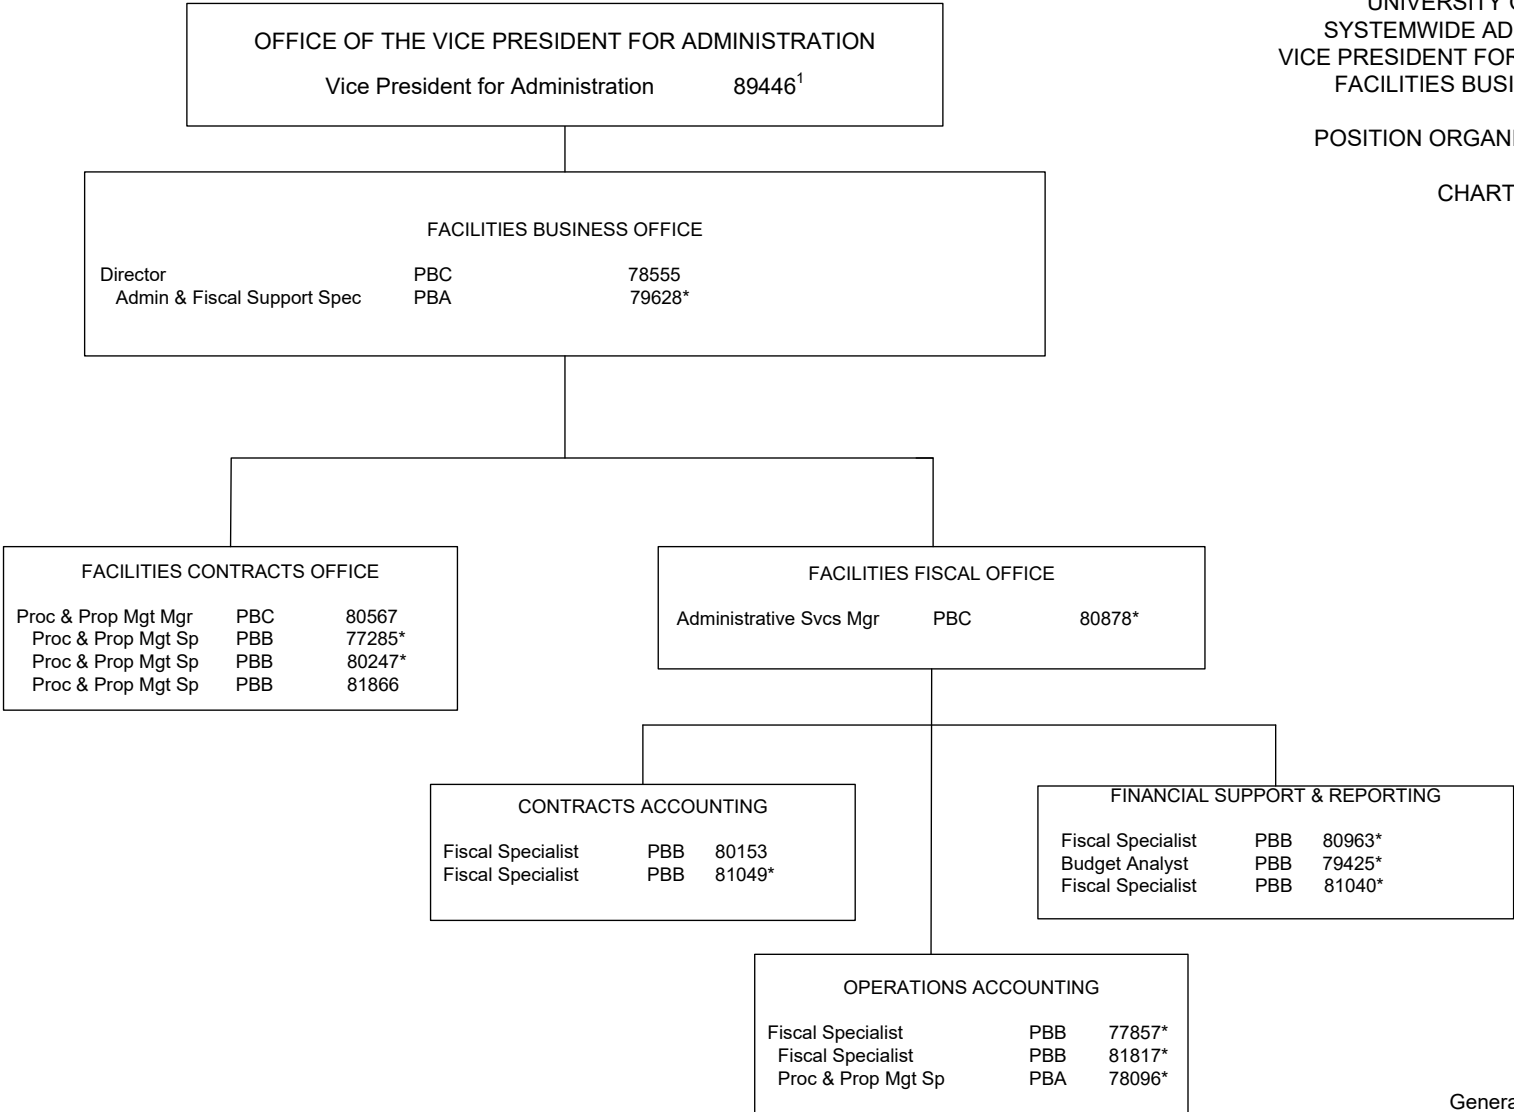 OFFICE OF THE VICE PRESIDENT FOR ADMINISTRATION
Vice President for Administration 89446¹
UNIVERSITY
SYSTEMWIDE
VICE PRESIDENT
FACILITIES
POSITION
CHART
FACILITIES BUSINESS OFFICE
Director PBC 78555
Admin & Fiscal Support Spec PBA 79628*
FACILITIES CONTRACTS OFFICE
Proc & Prop Mgt Mgr PBC 80567
Proc & Prop Mgt Sp PBB 77285*
Proc & Prop Mgt Sp PBB 80247*
Proc & Prop Mgt Sp PBB 81866
FACILITIES FISCAL OFFICE
Administrative Svcs Mgr PBC 80878*
CONTRACTS ACCOUNTING
Fiscal Specialist PBB 80153
Fiscal Specialist PBB 81049*
FINANCIAL SUPPORT & REPORTING
Fiscal Specialist PBB 80963*
Budget Analyst PBB 79425*
Fiscal Specialist PBB 81040*
OPERATIONS ACCOUNTING
Fiscal Specialist PBB 77857*
Fiscal Specialist PBB 81817*
Proc & Prop Mgt Sp PBA 78096*